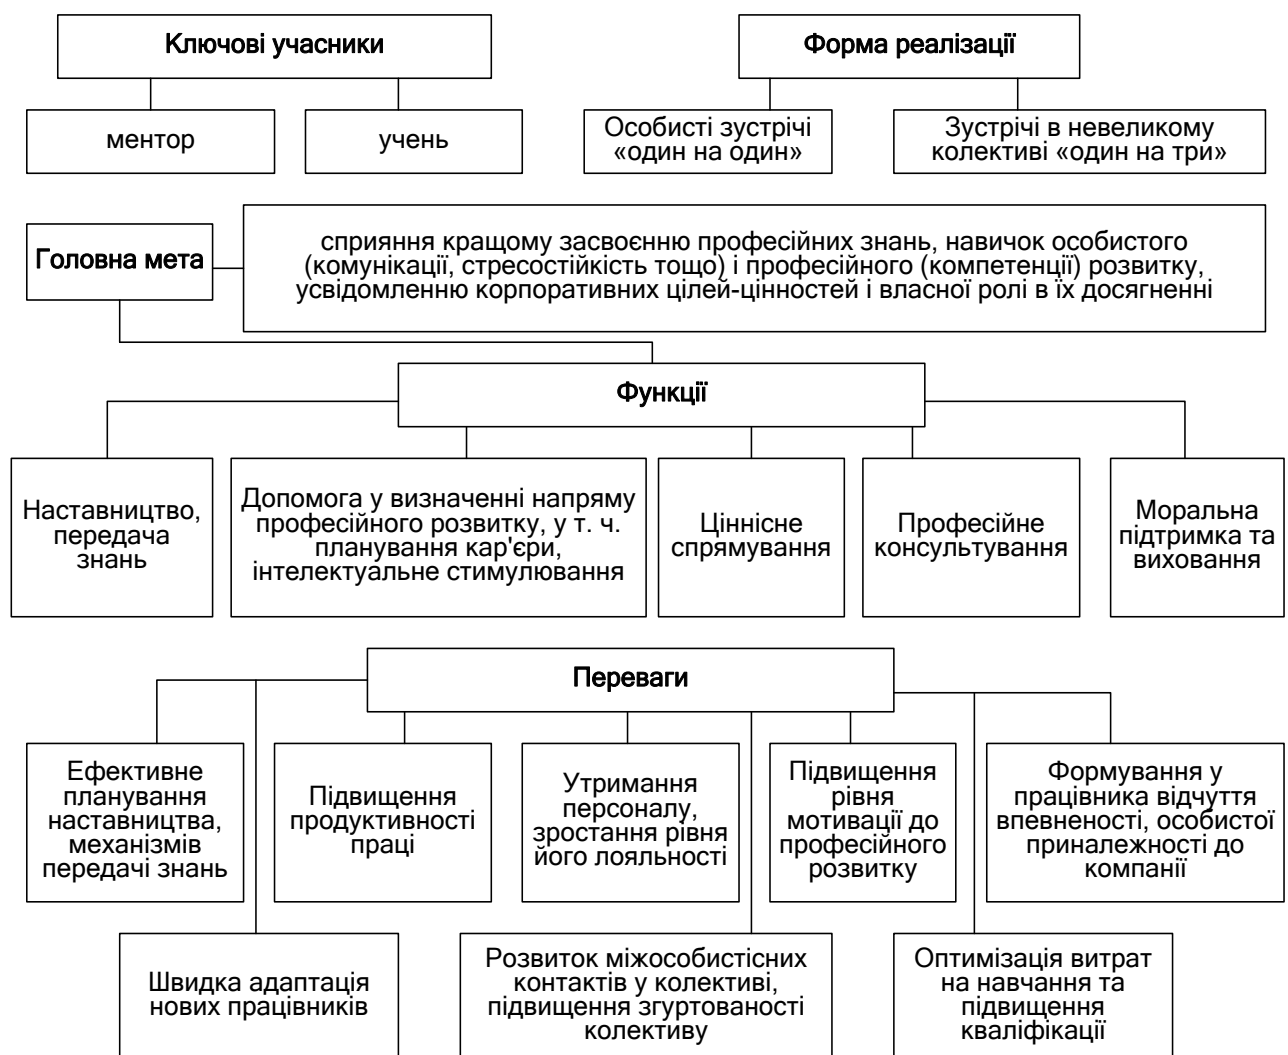 Ключові учасники
Форма реалізації
ментор
учень
Особисті зустрічі
«один на один»
Зустрічі в невеликому
колективі «один на три»
Головна мета
сприяння кращому засвоєнню професійних знань, навичок особистого
(комунікації, стресостійкість тощо) і професійного (компетенції) розвитку,
усвідомленню корпоративних цілей-цінностей і власної ролі в їх досягненні
Функції
Наставництво,
передача
знань
Допомога у визначенні напряму
професійного розвитку, у т. ч.
планування кар'єри,
інтелектуальне стимулювання
Ціннісне
спрямування
Професійне
консультування
Моральна
підтримка та
виховання
Переваги
Ефективне
планування
наставництва,
механізмів
передачі знань
Підвищення
продуктивності
праці
Утримання
персоналу,
зростання рівня
його лояльності
Підвищення
рівня
мотивації до
професійного
розвитку
Формування у
працівника відчуття
впевненості, особистої
приналежності до
компанії
Швидка адаптація
нових працівників
Розвиток міжособистісних
контактів у колективі,
підвищення згуртованості
колективу
Оптимізація витрат
на навчання та
підвищення
кваліфікації